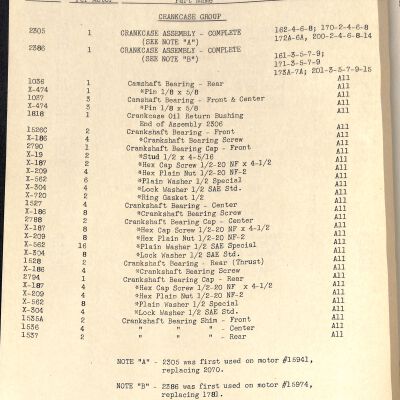 Per Motor Part Name
CRANKCASE GROUP
2305 1 CRANKCASE ASSEMBLY - COMPLETE 162-4-6-8; 170-2-4-6-8
(SEE NOTE "A") 172A-6A, 200-2-4-6-8-14
2386 1 CRANKCASE ASSEMBLY - COMPLETE 161-3-5-7-9;
(SEE NOTE "B") 171-3-5-7-9
173A-7A; 201-3-5-7-9-15
1036 1 Camshaft Bearing - Rear All
X-474 1 *Pin 1/8 x 5/8 All
1037 3 Camshaft Bearing - Front & Center All
X-474 3 *Pin 1/8 x 5/8 All
1818 1 Crankcase Oil Return Bushing All
End of Assembly 2306
1526C 2 Crankshaft Bearing - Front All
X-186 4 *Crankshaft Bearing Screw All
2790 1 Crankshaft Bearing Cap - Front All
X-19 2 *Stud 1/2 x 4-5/16 All
X-187 2 *Hex Cap Screw 1/2-20 NF x 4-1/2 All
X-209 4 *Hex Plain Nut 1/2-20 NF-2 All
X-562 6 *Plain Washer 1/2 Special All
X-304 4 *Lock Washer 1/2 SAE Std. All
X-720 2 *Ring Gasket 1/2 All
1527 4 Crankshaft Bearing - Center All
X-186 8 *Crankshaft Bearing Screw All
2788 2 Crankshaft Bearing Cap - Center All
X-187 8 *Hex Cap Screw 1/2-20 NF x 4-1/2 All
X-209 8 *Hex Plain Nut 1/2-20 NF-2 All
X-562 16 *Plain Washer 1/2 SAE Special All
X-304 8 *Lock Washer 1/2 SAE Std. All
1528 2 Crankshaft Bearing - Rear (Thrust) All
X-186 4 *Crankshaft Bearing Screw All
2794 1 Crankshaft Bearing Cap - Rear All
X-187 4 *Hex Cap Screw 1/2-20 NF x 4-1/2 All
X-209 4 *Hex Plain Nut 1/2-20 NF-2 All
X-562 8 *Plain Washer 1/2 Special All
X-304 4 *Lock Washer 1/2 SAE Std. All
1535A 2 Crankshaft Bearing Shim - Front All
1536 4 " " " - Center All
1537 2 " " " - Rear All
NOTE "A" - 2305 was first used on motor #15941,
replacing 2070.
NOTE "B" - 2386 was first used on motor #15974,
replacing 1781.